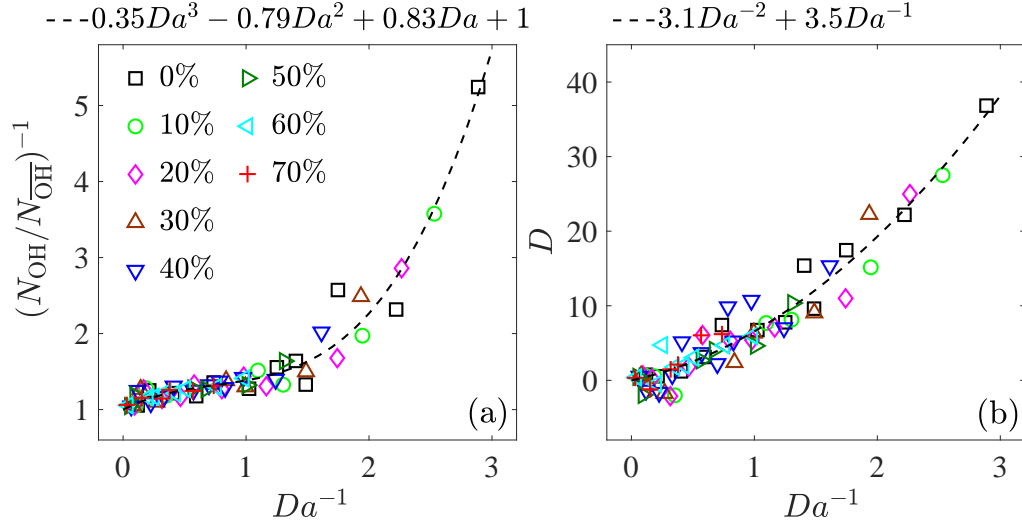 ---0.35Da³ − 0.79Da² + 0.83Da + 1
(N_OH/N_O̅H̅)⁻¹
5
4
3
2
1
0 1 2 3
Da⁻¹
0%
10%
20%
30%
40%
50%
60%
70%
(a)
---3.1Da⁻² + 3.5Da⁻¹
D
40
30
20
10
0
0 1 2 3
Da⁻¹
(b)